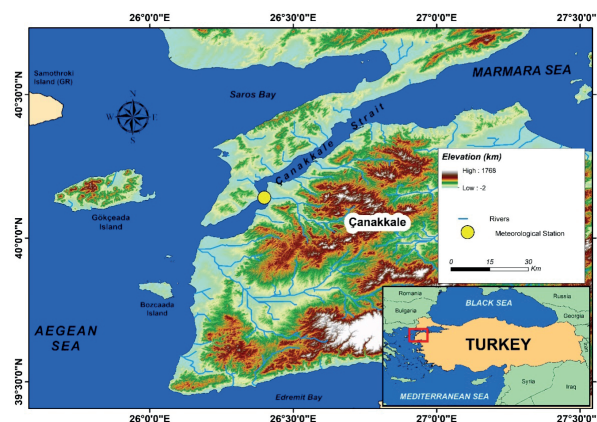 26°0'0"E 26°30'0"E 27°0'0"E 27°30'0"
MARMARA SEA
Samothroki
Island (GR)
Saros Bay
N
W E
S
40°30'0"N
Çanakkale Strait
Elevation (km)
High : 1768
Low : -2
Rivers
Meteorological Station
0 15 30
Km
Gökçeada
Island
Çanakkale
40°0'0"N
Bozcaada
Island
AEGEAN
SEA
Romania
Russia
BLACK SEA
Bulgaria
Georgia
TURKEY
Syria
Iraq
MEDITERRANEAN SEA
39°30'0"N
Edremit Bay
26°0'0"E 26°30'0"E 27°0'0"E 27°30'